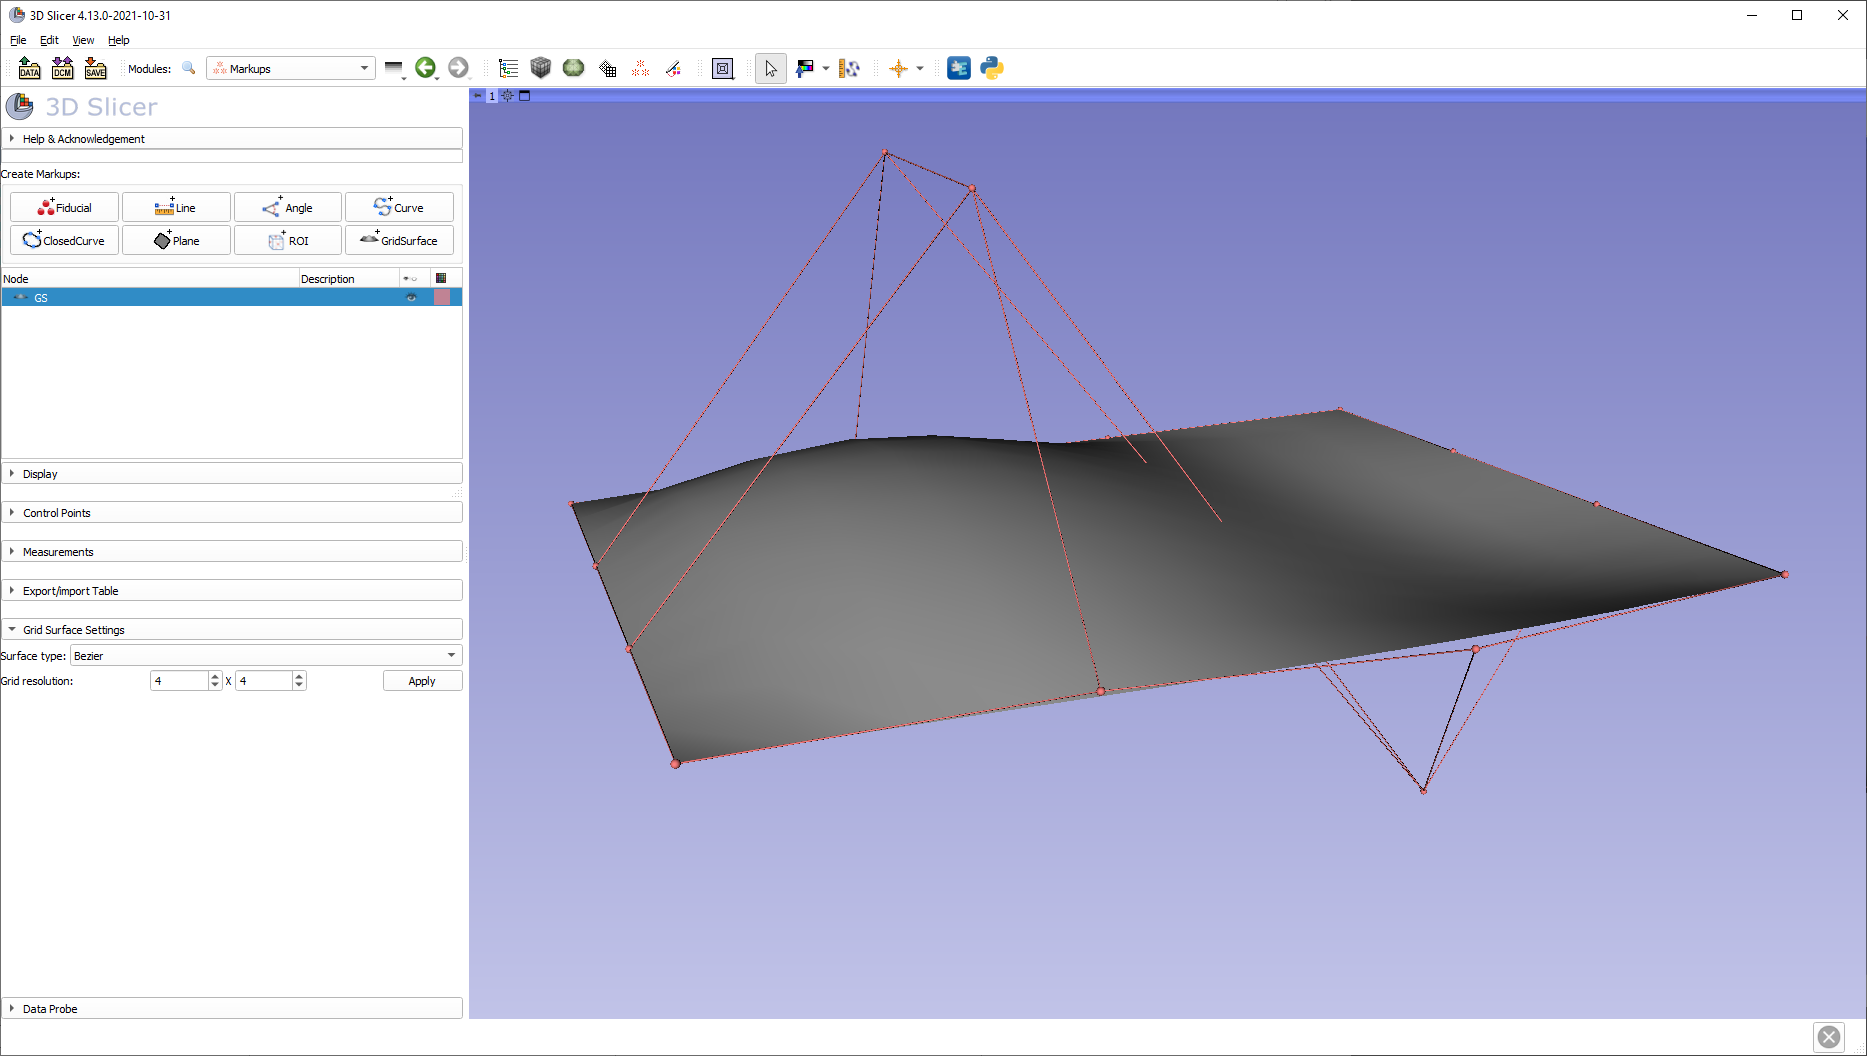 3D Slicer 4.13.0-2021-10-31
File Edit View Help
DATA DCM SAVE Modules: Markups
1
3D Slicer
Help & Acknowledgement
Create Markups:
Fiducial Line Angle Curve
ClosedCurve Plane ROI GridSurface
Node Description
GS
Display
Control Points
Measurements
Export/import Table
Grid Surface Settings
Surface type: Bezier
Grid resolution: 4 X 4 Apply
Data Probe